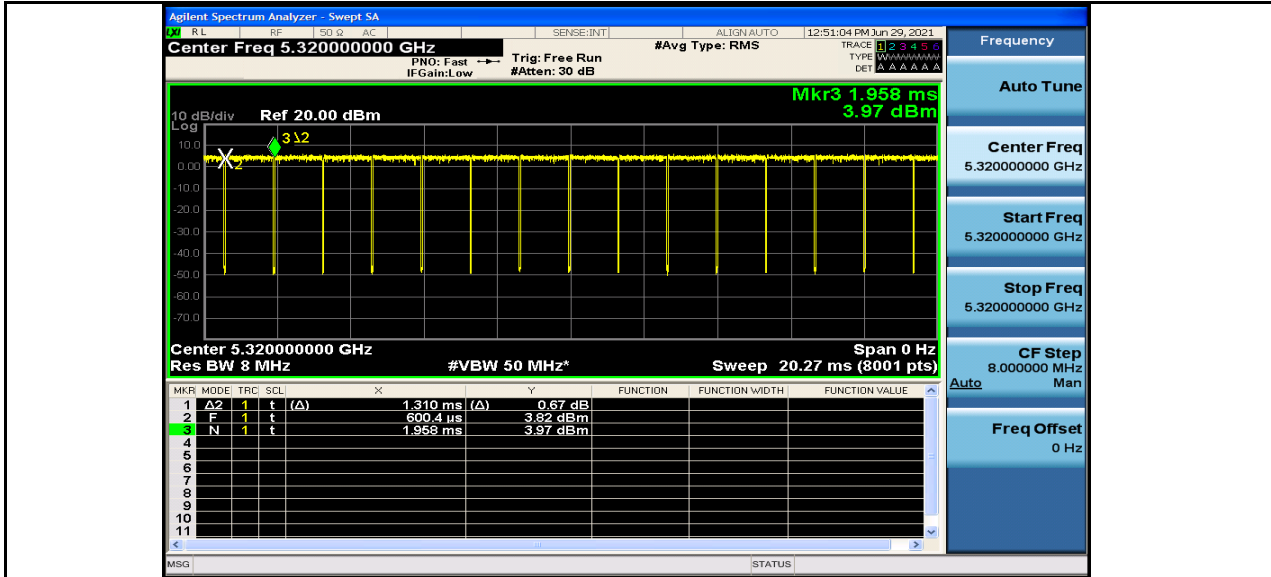 Agilent Spectrum Analyzer - Swept SA
LXI RL RF 50 Ω AC SENSE:INT ALIGN AUTO 12:51:04 PM Jun 29, 2021
Center Freq 5.320000000 GHz #Avg Type: RMS TRACE 1 2 3 4 5 6
PNO: Fast Trig: Free Run TYPE WWWWWW
IFGain:Low #Atten: 30 dB DET A A A A A A
Mkr3 1.958 ms
10 dB/div Ref 20.00 dBm 3.97 dBm
Log
10.0
0.00
-10.0
-20.0
-30.0
-40.0
-50.0
-60.0
-70.0
2
3Δ2
Center 5.320000000 GHz Span 0 Hz
Res BW 8 MHz #VBW 50 MHz* Sweep 20.27 ms (8001 pts)
MKR MODE TRC SCL X Y FUNCTION FUNCTION WIDTH FUNCTION VALUE
1 Δ2 1 t (Δ) 1.310 ms (Δ) 0.67 dB
2 F 1 t 600.4 µs 3.82 dBm
3 N 1 t 1.958 ms 3.97 dBm
4
5
6
7
8
9
10
11
MSG STATUS
Frequency
Auto Tune
Center Freq
5.320000000 GHz
Start Freq
5.320000000 GHz
Stop Freq
5.320000000 GHz
CF Step
8.000000 MHz
Auto Man
Freq Offset
0 Hz